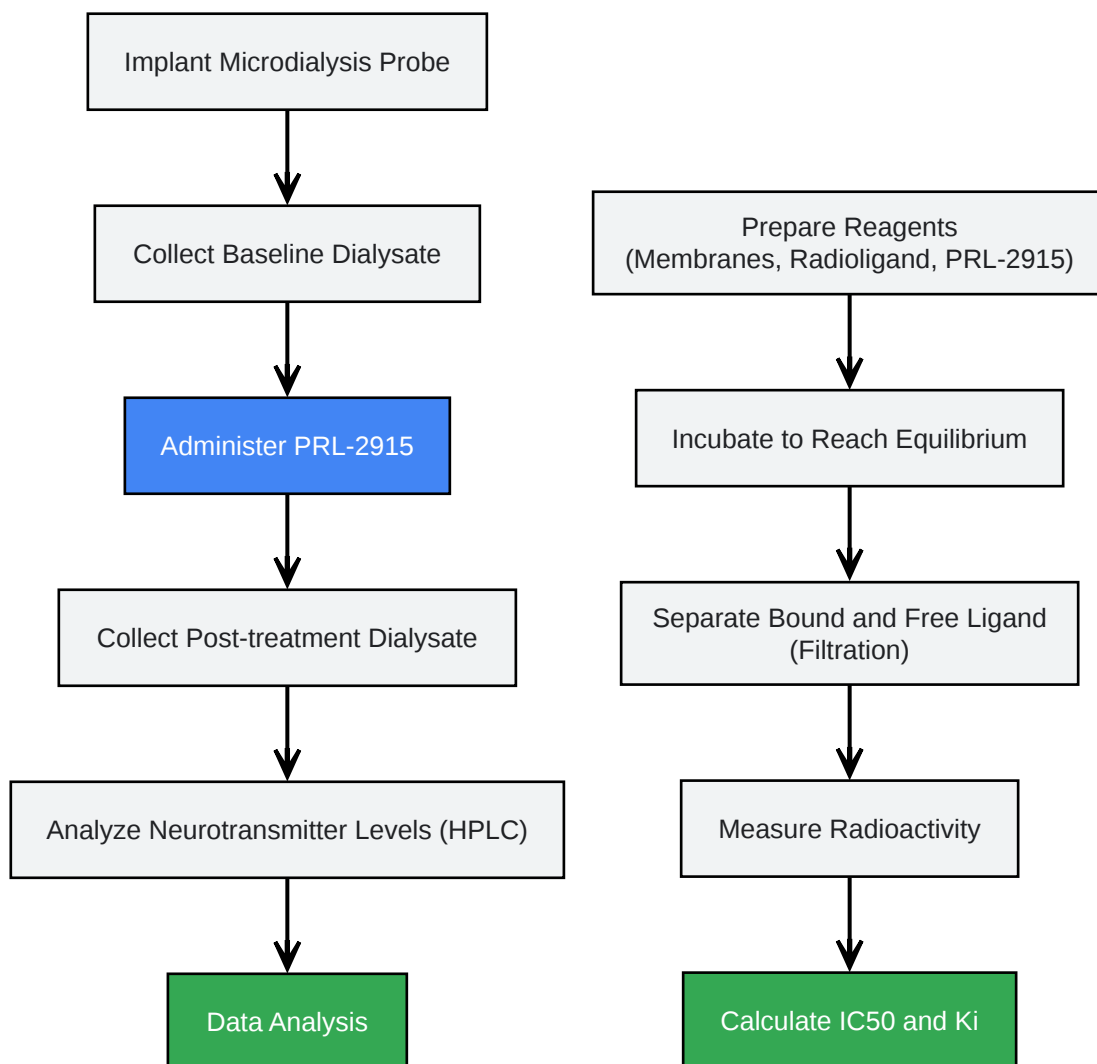 Implant Microdialysis Probe
Collect Baseline Dialysate
Administer PRL-2915
Collect Post-treatment Dialysate
Analyze Neurotransmitter Levels (HPLC)
Data Analysis
Prepare Reagents
(Membranes, Radioligand, PRL-2915)
Incubate to Reach Equilibrium
Separate Bound and Free Ligand
(Filtration)
Measure Radioactivity
Calculate IC50 and Ki